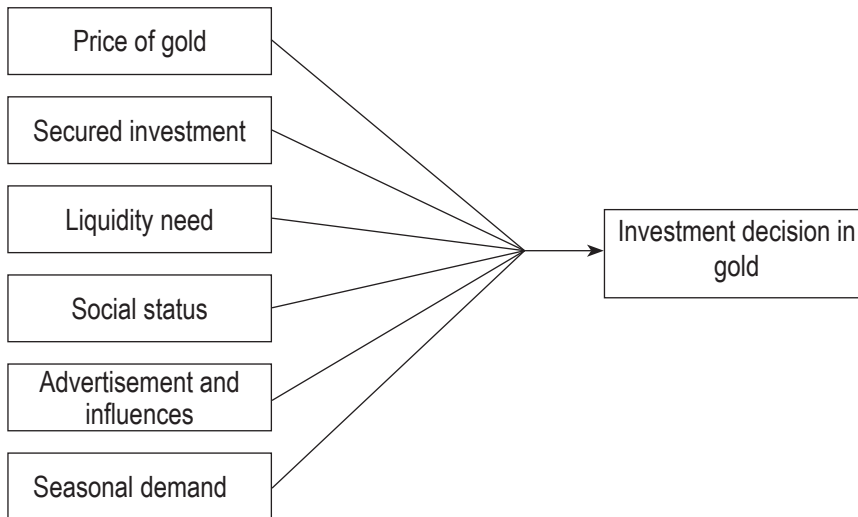 Price of gold
Secured investment
Liquidity need
Social status
Advertisement and
influences
Seasonal demand
Investment decision in
gold